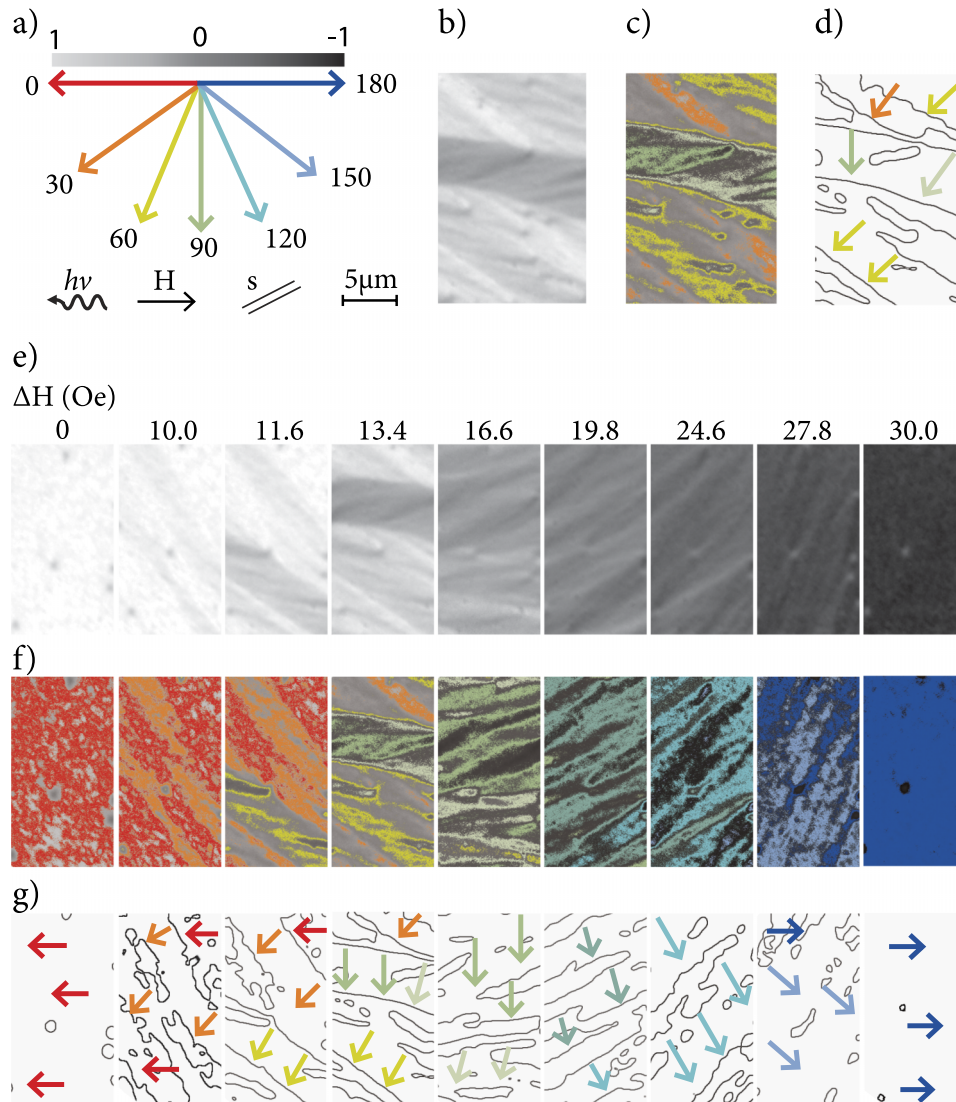 a)
1 0 -1
0 180
30 150
60 90 120
hν H s 5μm
b)
c)
d)
e)
ΔH (Oe)
0 10.0 11.6 13.4 16.6 19.8 24.6 27.8 30.0
f)
g)